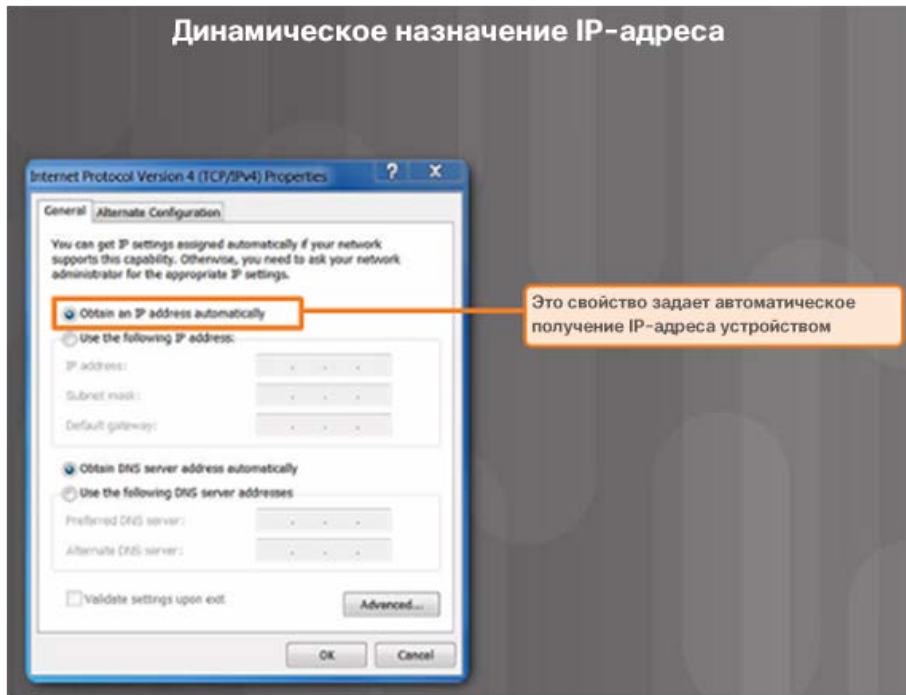 Динамическое назначение IP-адреса
Internet Protocol Version 4 (TCP/IPv4) Properties
? X
General Alternate Configuration
You can get IP settings assigned automatically if your network
supports this capability. Otherwise, you need to ask your network
administrator for the appropriate IP settings.
Obtain an IP address automatically
Это свойство задает автоматическое
получение IP-адреса устройством
Use the following IP address:
IP address:
Subnet mask:
Default gateway:
Obtain DNS server address automatically
Use the following DNS server addresses
Preferred DNS server:
Alternate DNS server:
Validate settings upon exit
Advanced...
OK Cancel